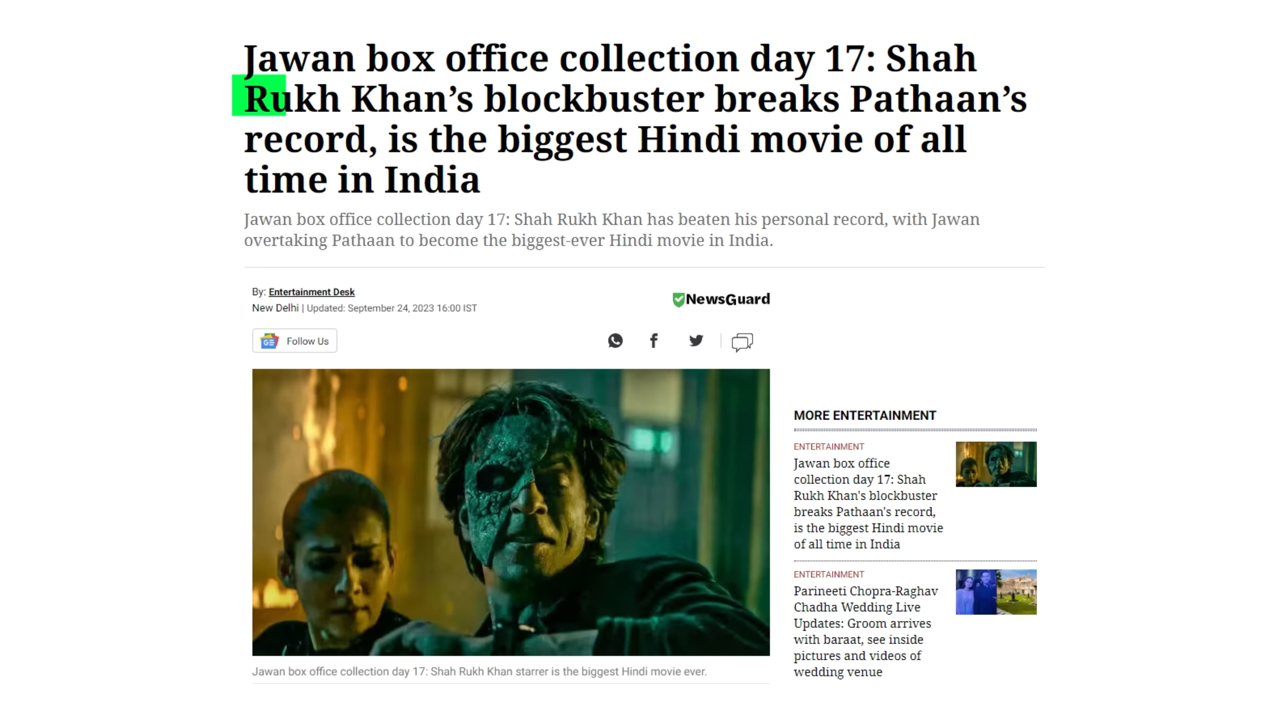 Jawan box office collection day 17: Shah
Rukh Khan’s blockbuster breaks Pathaan’s
record, is the biggest Hindi movie of all
time in India
Jawan box office collection day 17: Shah Rukh Khan has beaten his personal record, with Jawan
overtaking Pathaan to become the biggest-ever Hindi movie in India.
By: Entertainment Desk
New Delhi | Updated: September 24, 2023 16:00 IST
NewsGuard
Follow Us
Jawan box office collection day 17: Shah Rukh Khan starrer is the biggest Hindi movie ever.
MORE ENTERTAINMENT
ENTERTAINMENT
Jawan box office
collection day 17: Shah
Rukh Khan's blockbuster
breaks Pathaan's record,
is the biggest Hindi movie
of all time in India
ENTERTAINMENT
Parineeti Chopra-Raghav
Chadha Wedding Live
Updates: Groom arrives
with baraat, see inside
pictures and videos of
wedding venue